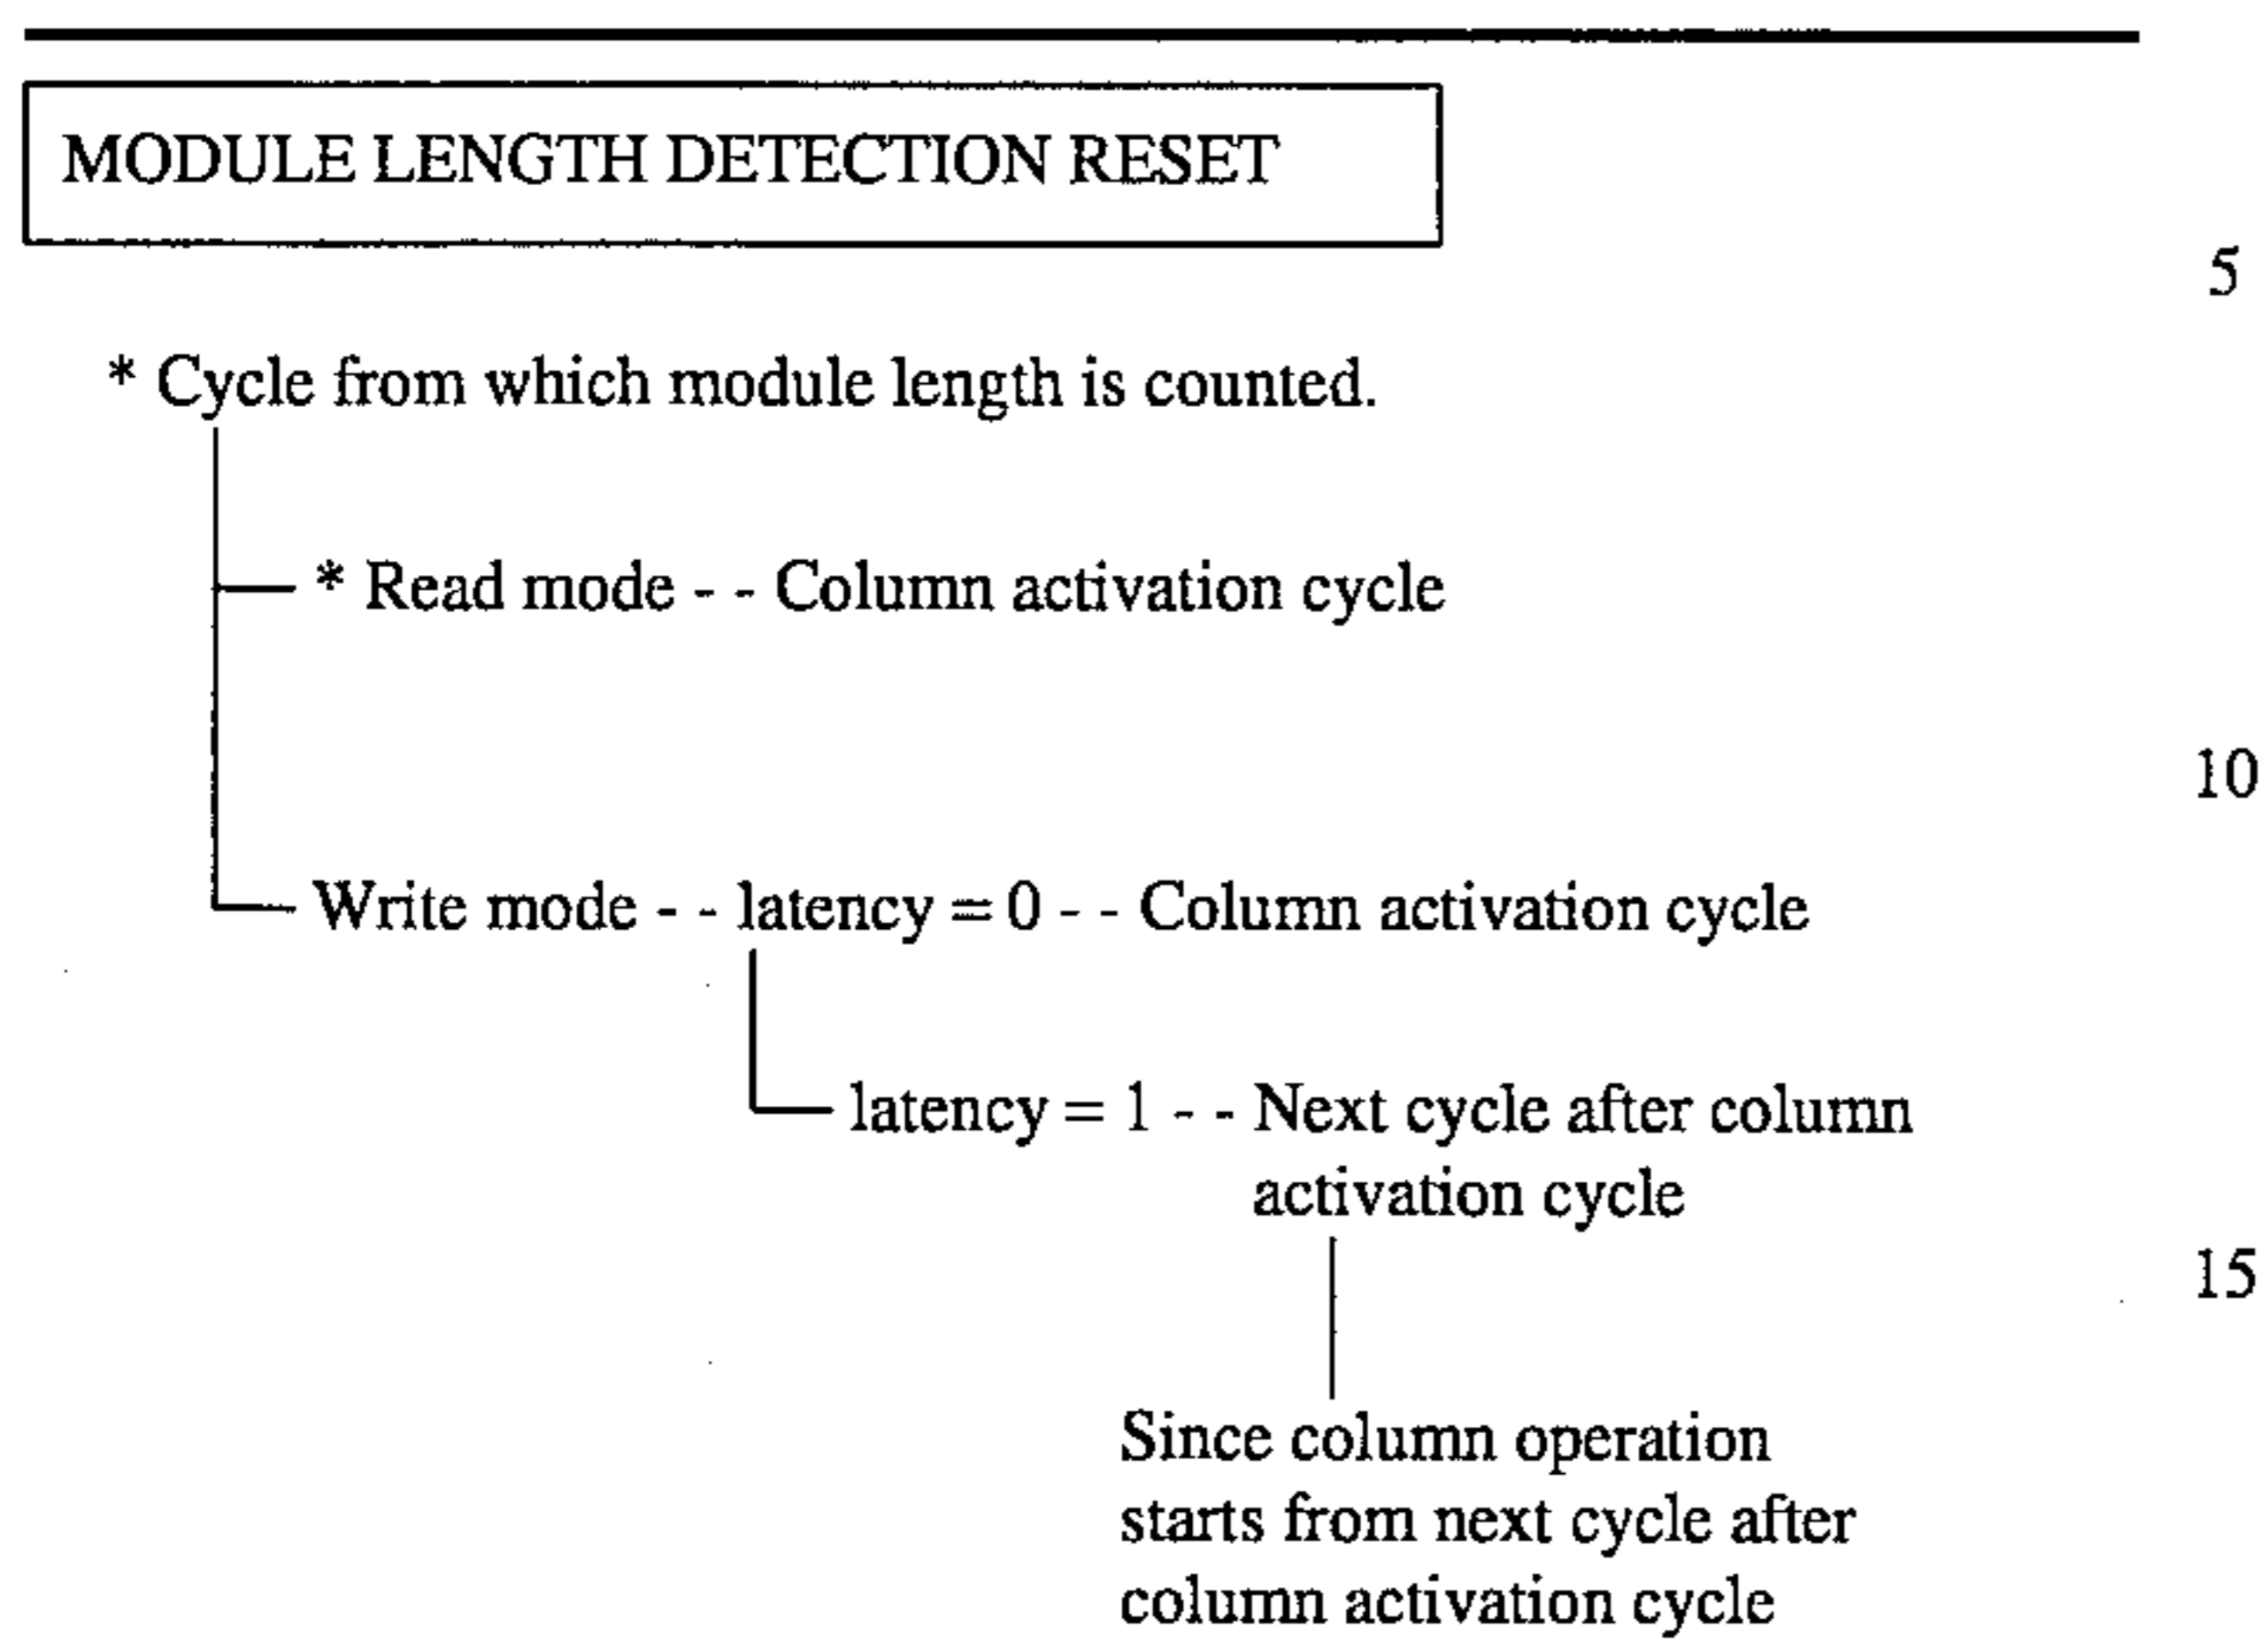 MODULE LENGTH DETECTION RESET
5
* Cycle from which module length is counted.
* Read mode - - Column activation cycle
10
Write mode - - latency = 0 - - Column activation cycle
latency = 1 - - Next cycle after column
activation cycle
15
Since column operation
starts from next cycle after
column activation cycle